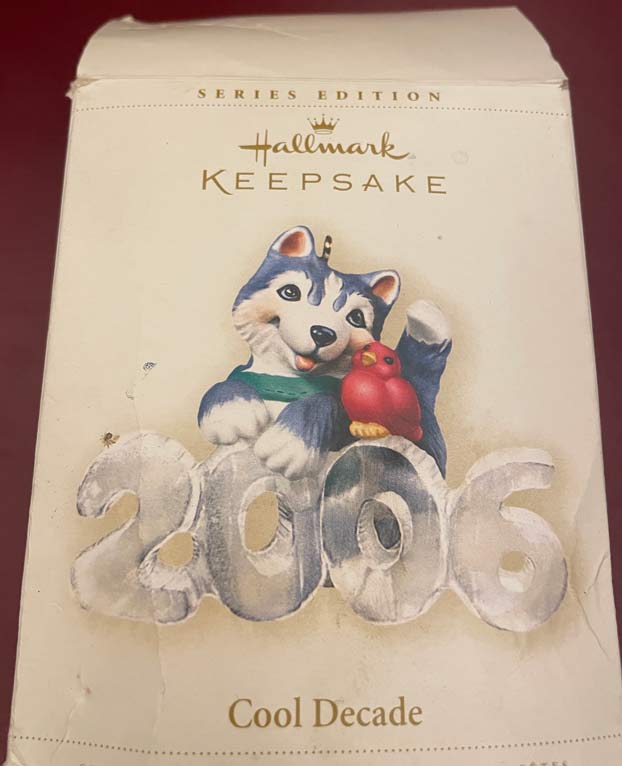 SERIES EDITION
Hallmark
KEEPSAKE
2006
Cool Decade